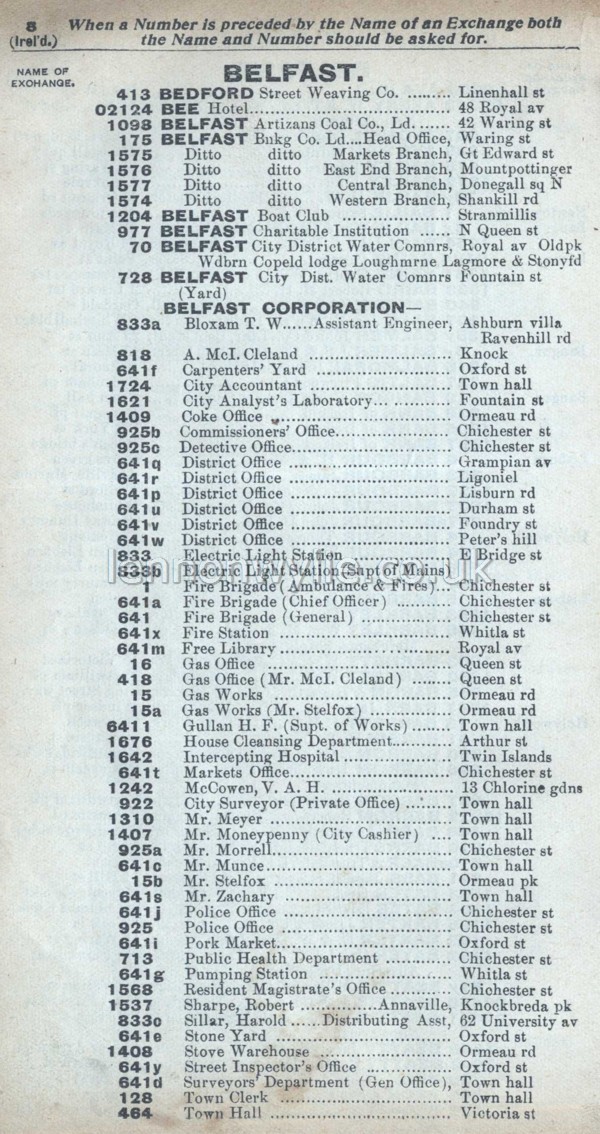 8 When a Number is preceded by the Name of an Exchange both
(Irel'd.) the Name and Number should be asked for.
NAME OF
EXCHANGE.
BELFAST.
413 BEDFORD Street Weaving Co. ......... Linenhall st
02124 BEE Hotel.......................................... 48 Royal av
1098 BELFAST Artizans Coal Co., Ld. ...... 42 Waring st
175 BELFAST Bnkg Co. Ld....Head Office, Waring st
1575 Ditto ditto Markets Branch, Gt Edward st
1576 Ditto ditto East End Branch, Mountpottinger
1577 Ditto ditto Central Branch, Donegall sq N
1574 Ditto ditto Western Branch, Shankill rd
1204 BELFAST Boat Club .................... Stranmillis
977 BELFAST Charitable Institution ...... N Queen st
70 BELFAST City District Water Comnrs, Royal av Oldpk
Wdbrn Copeld lodge Loughmrne Lagmore & Stonyfd
728 BELFAST City Dist. Water Comnrs Fountain st
(Yard)
BELFAST CORPORATION—
833a Bloxam T. W......Assistant Engineer, Ashburn villa
Ravenhill rd
818 A. McI. Cleland ........................... Knock
641f Carpenters' Yard .......................... Oxford st
1724 City Accountant ........................... Town hall
1621 City Analyst's Laboratory................ Fountain st
1409 Coke Office ................................. Ormeau rd
925b Commissioners' Office..................... Chichester st
925c Detective Office............................. Chichester st
641q District Office .............................. Grampian av
641r District Office .............................. Ligoniel
641p District Office .............................. Lisburn rd
641u District Office .............................. Durham st
641v District Office .............................. Foundry st
641w District Office .............................. Peter's hill
833 Electric Light Station .................. E Bridge st
833b Electric Light Station (Supt of Mains)
1 Fire Brigade (Ambulance & Fires)... Chichester st
641a Fire Brigade (Chief Officer) ........... Chichester st
641 Fire Brigade (General) .................. Chichester st
641x Fire Station ................................ Whitla st
641m Free Library ................................ Royal av
16 Gas Office ................................... Queen st
418 Gas Office (Mr. McI. Cleland) ........ Queen st
15 Gas Works .................................. Ormeau rd
15a Gas Works (Mr. Stelfox) ................ Ormeau rd
6411 Gullan H. F. (Supt. of Works) ........ Town hall
1676 House Cleansing Department............ Arthur st
1642 Intercepting Hospital ..................... Twin Islands
641t Markets Office.............................. Chichester st
1242 McCowen, V. A. H. ...................... 13 Chlorine gdns
922 City Surveyor (Private Office) ........ Town hall
1310 Mr. Meyer .................................. Town hall
1407 Mr. Moneypenny (City Cashier) .... Town hall
925a Mr. Morrell.................................. Chichester st
641c Mr. Munce................................... Town hall
15b Mr. Stelfox .................................. Ormeau pk
641s Mr. Zachary ................................ Town hall
641j Police Office ................................ Chichester st
925 Police Office ................................ Chichester st
641i Pork Market................................. Oxford st
713 Public Health Department ............. Chichester st
641g Pumping Station .......................... Whitla st
1568 Resident Magistrate's Office ............ Chichester st
1537 Sharpe, Robert ............Annaville, Knockbreda pk
833c Sillar, Harold ......Distributing Asst, 62 University av
641e Stone Yard .................................. Oxford st
1408 Stove Warehouse .......................... Ormeau rd
641y Street Inspector's Office ................ Oxford st
641d Surveyors' Department (Gen Office), Town hall
128 Town Clerk .................................. Town hall
464 Town Hall ................................... Victoria st